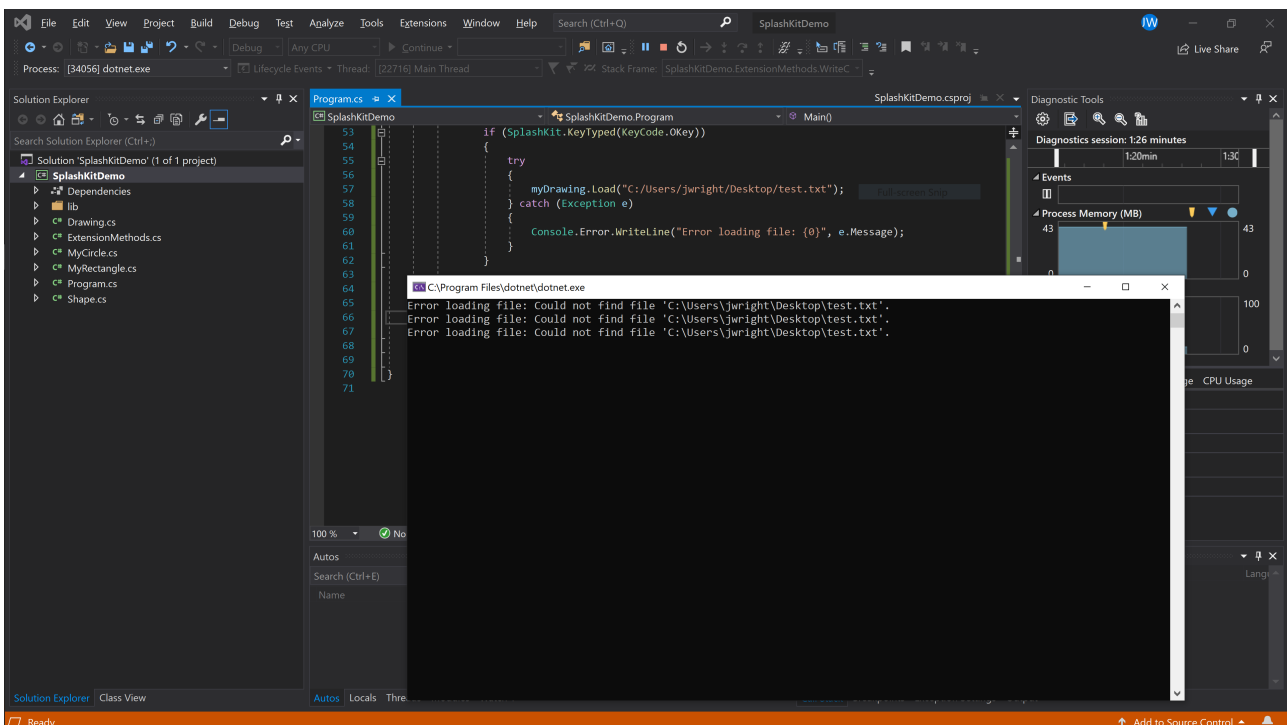 File Edit View Project Build Debug Test Analyze Tools Extensions Window Help Search (Ctrl+Q) SplashKitDemo JW
Debug Any CPU Continue Live Share
Process: [34056] dotnet.exe Lifecycle Events Thread: [22716] Main Thread Stack Frame: SplashKitDemo.ExtensionMethods.WriteC
Solution Explorer
Search Solution Explorer (Ctrl+;)
Solution 'SplashKitDemo' (1 of 1 project)
SplashKitDemo
Dependencies
lib
C# Drawing.cs
C# ExtensionMethods.cs
C# MyCircle.cs
C# MyRectangle.cs
C# Program.cs
C# Shape.cs
Solution Explorer Class View
Program.cs SplashKitDemo.csproj
C# SplashKitDemo SplashKitDemo.Program Main()
53 if (SplashKit.KeyTyped(KeyCode.OKey))
54 {
55 try
56 {
57 myDrawing.Load("C:/Users/jwright/Desktop/test.txt");
58 } catch (Exception e)
59 {
60 Console.Error.WriteLine("Error loading file: {0}", e.Message);
61 }
62 }
63
64
65
66
67
68
69
70 }
71
Full-screen Snip
C:\Program Files\dotnet\dotnet.exe
Error loading file: Could not find file 'C:\Users\jwright\Desktop\test.txt'.
Error loading file: Could not find file 'C:\Users\jwright\Desktop\test.txt'.
Error loading file: Could not find file 'C:\Users\jwright\Desktop\test.txt'.
100 % No
Autos
Search (Ctrl+E)
Name
Autos Locals Thre
Diagnostic Tools
Diagnostics session: 1:26 minutes
1:20min 1:30
Events
Process Memory (MB)
43 43
0 0
100
0
CPU Usage
Lang
Ready Add to Source Control